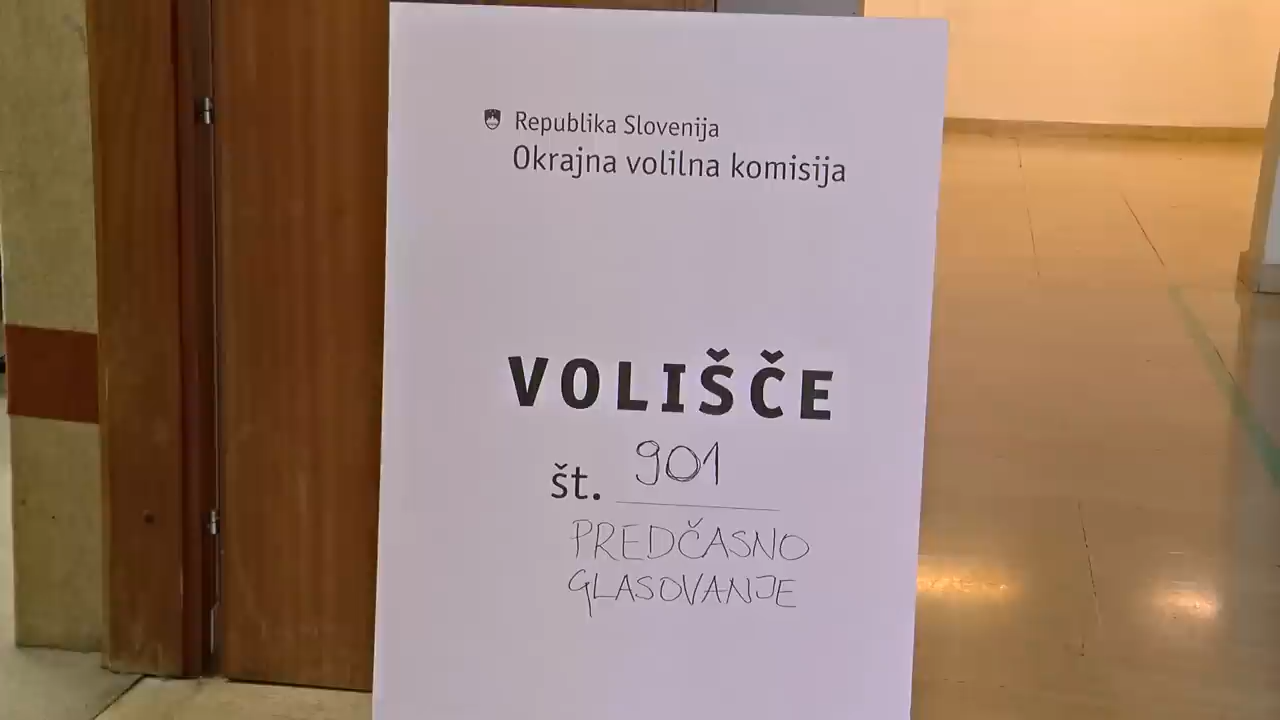 Republika Slovenija
Okrajna volilna komisija
VOLIŠČE
št. 901
PREDČASNO
GLASOVANJE